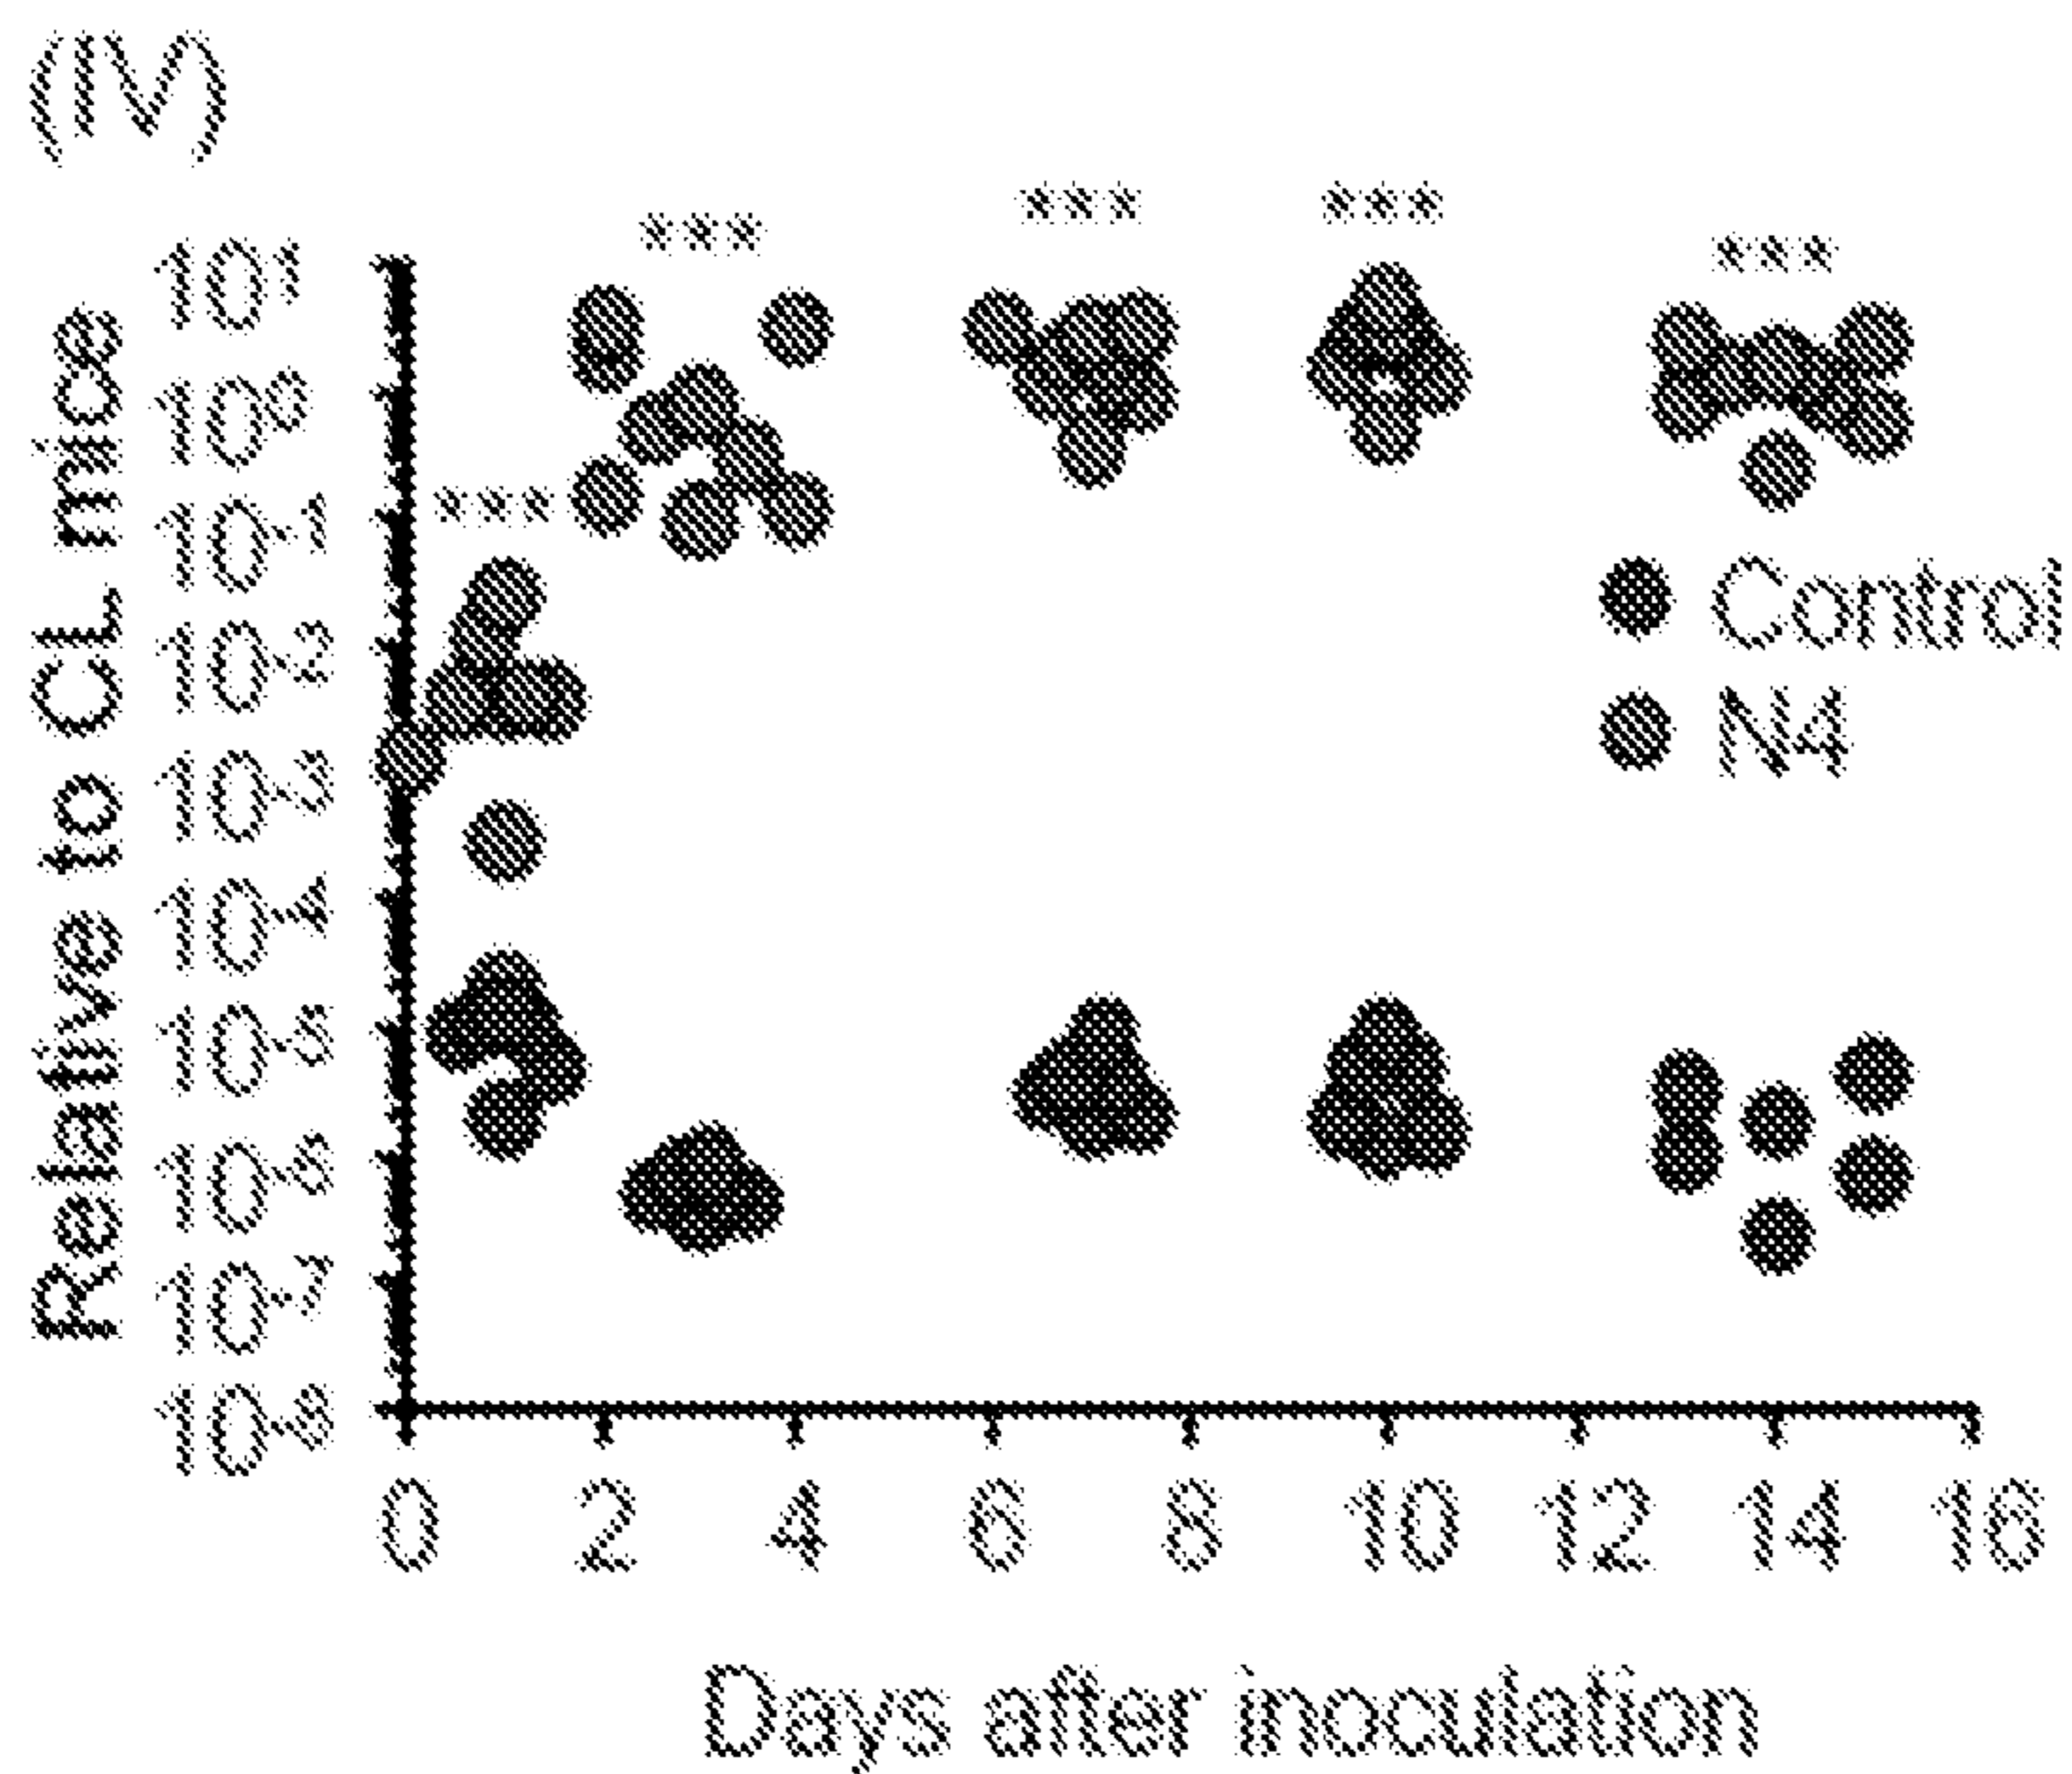 (IV)
***
***
***
***
***
Relative to CL mice
10¹
10⁰
10⁻¹
10⁻²
10⁻³
10⁻⁴
10⁻⁵
10⁻⁶
10⁻⁷
10⁻⁸
Control
N4
0 2 4 6 8 10 12 14 16
Days after inoculation